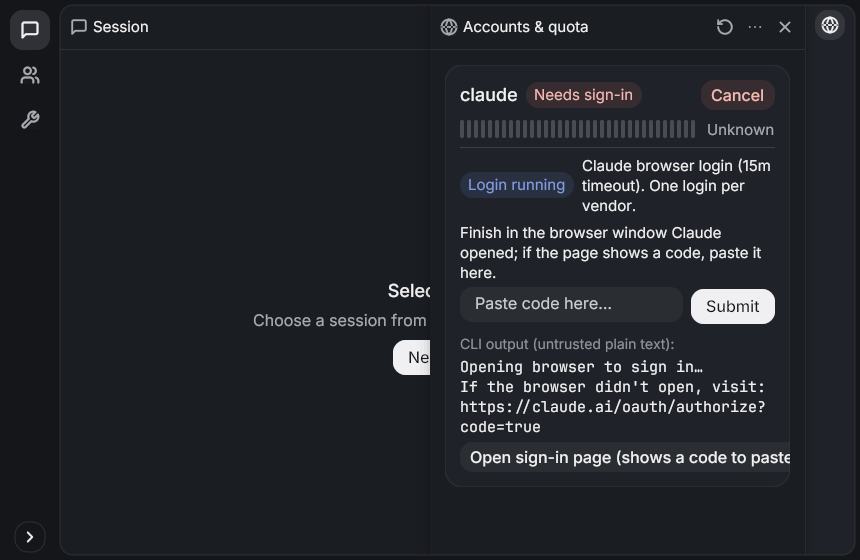 Session
Accounts & quota
claude
Needs sign-in
Cancel
Unknown
Login running
Claude browser login (15m
timeout). One login per
vendor.
Finish in the browser window Claude
opened; if the page shows a code, paste it
here.
Paste code here...
Submit
CLI output (untrusted plain text):
Opening browser to sign in…
If the browser didn't open, visit:
https://claude.ai/oauth/authorize?
code=true
Open sign-in page (shows a code to paste
Choose a session from